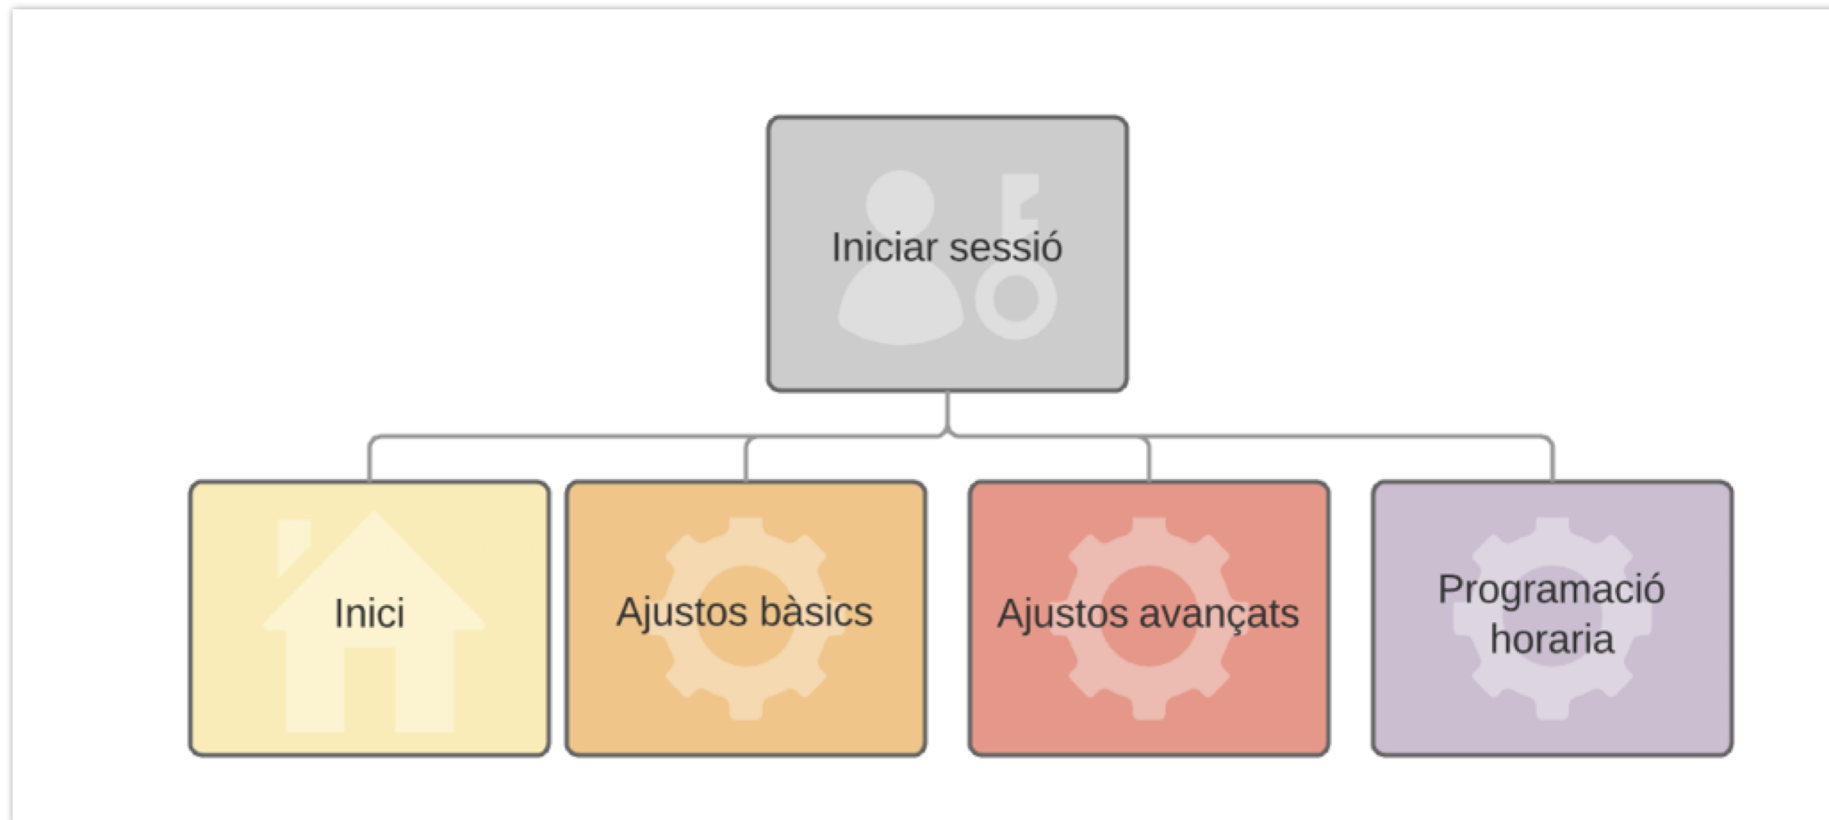 Iniciar sessió
Inici
Ajustos bàsics
Ajustos avançats
Programació
horaria